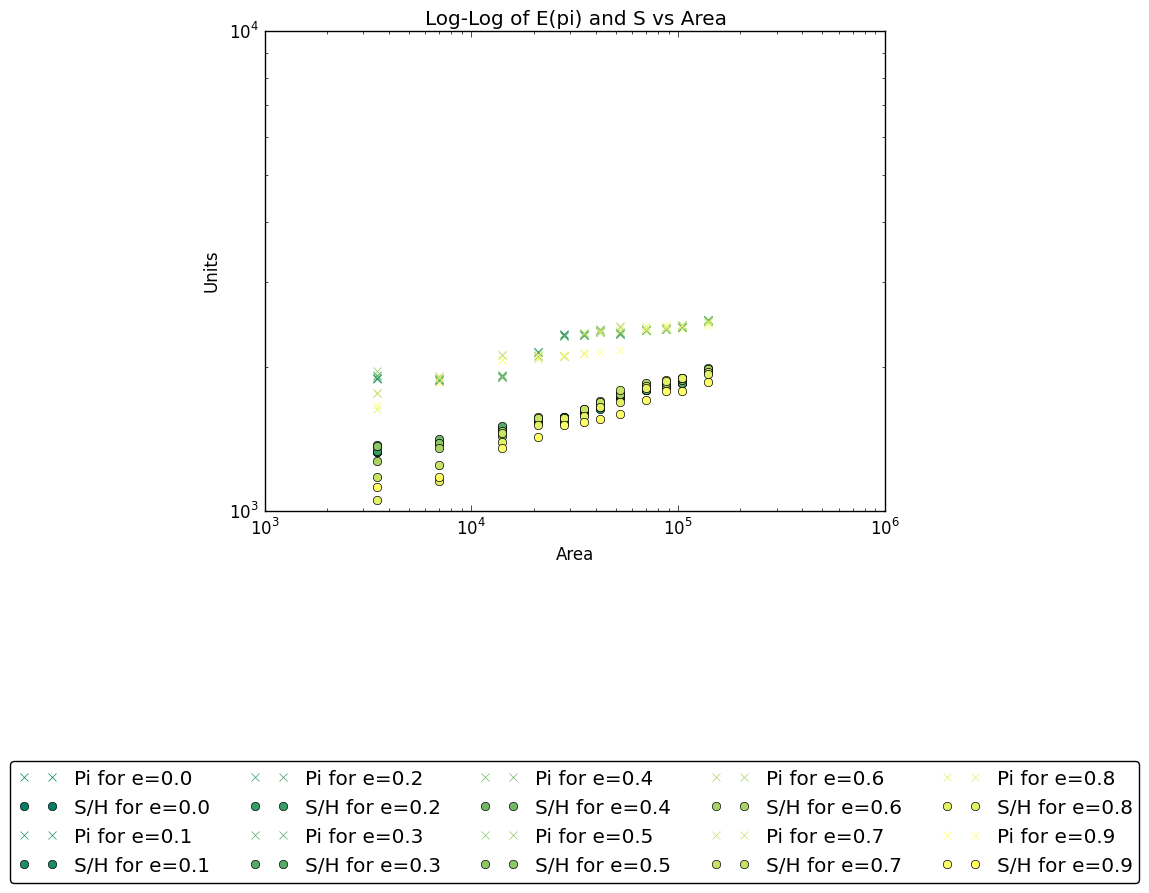 Log-Log of E(pi) and S vs Area
10^4
Units
10^3
10^3 10^4 10^5 10^6
Area
Pi for e=0.0 Pi for e=0.2 Pi for e=0.4 Pi for e=0.6 Pi for e=0.8
S/H for e=0.0 S/H for e=0.2 S/H for e=0.4 S/H for e=0.6 S/H for e=0.8
Pi for e=0.1 Pi for e=0.3 Pi for e=0.5 Pi for e=0.7 Pi for e=0.9
S/H for e=0.1 S/H for e=0.3 S/H for e=0.5 S/H for e=0.7 S/H for e=0.9